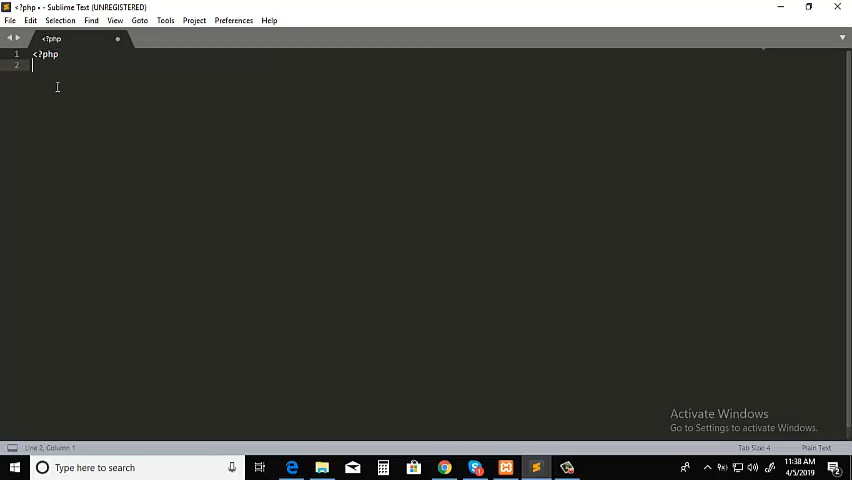 <?php • - Sublime Text (UNREGISTERED)
File Edit Selection Find View Goto Tools Project Preferences Help
<?php
1 <?php
2
Activate Windows
Go to Settings to activate Windows.
Line 2, Column 1 Tab Size: 4 Plain Text
Type here to search
11:38 AM
4/5/2019
1
2